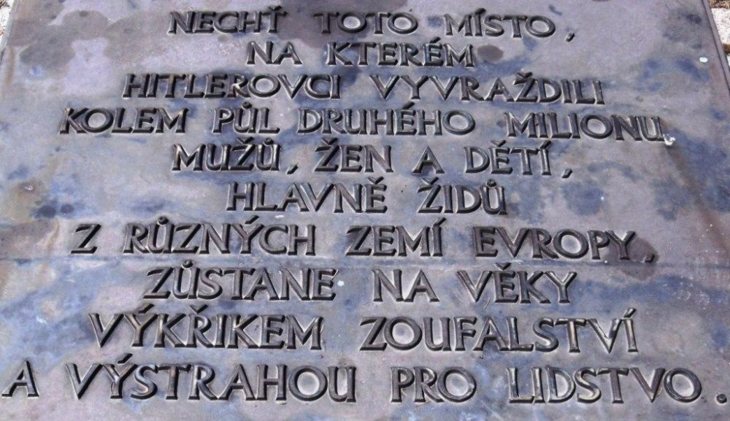 NECHŤ TOTO MÍSTO,
NA KTERÉM
HITLEROVCI VYVRAŽDILI
KOLEM PŮL DRUHÉHO MILIONU
MUŽŮ, ŽEN A DĚTÍ,
HLAVNĚ ŽIDŮ
Z RŮZNÝCH ZEMÍ EVROPY,
ZŮSTANE NA VĚKY
VÝKŘIKEM ZOUFALSTVÍ
A VÝSTRAHOU PRO LIDSTVO.